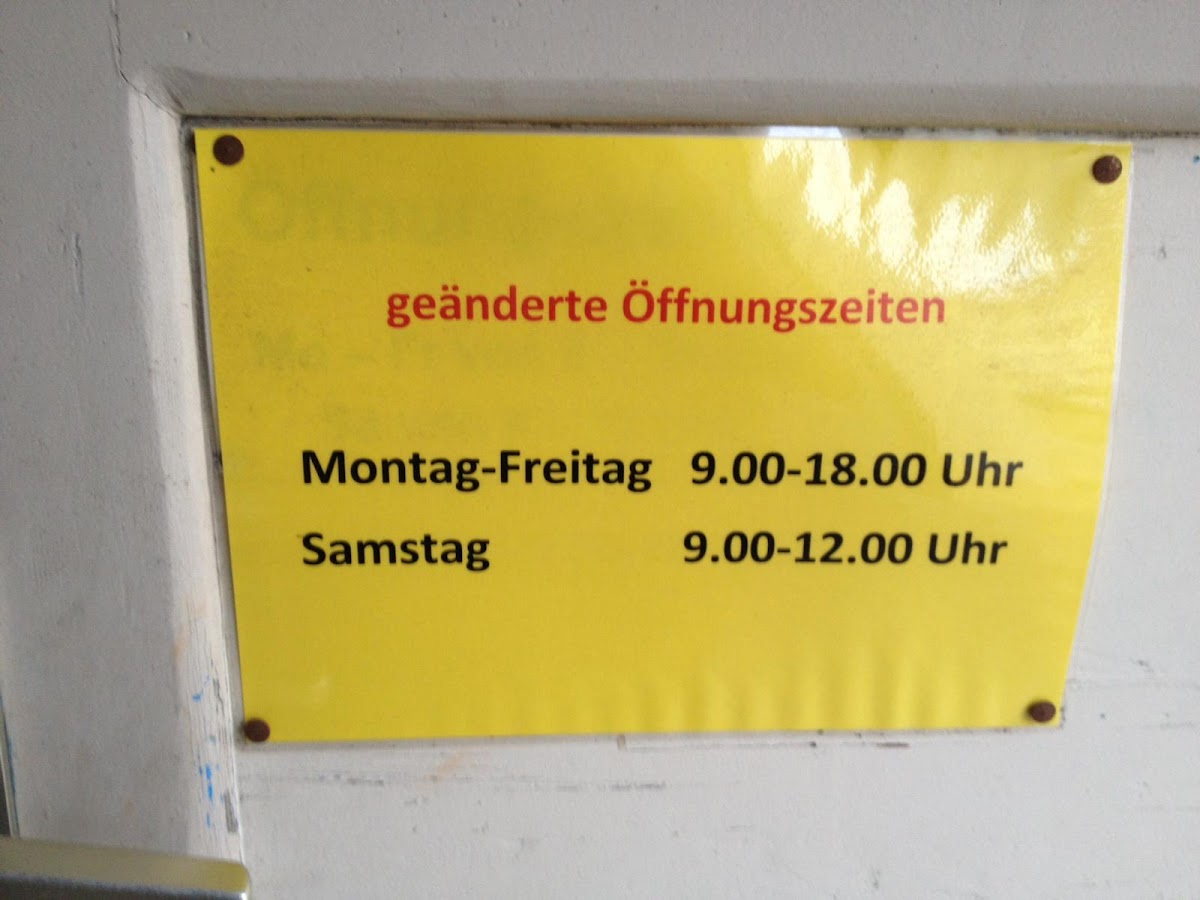 geänderte Öffnungszeiten
Montag-Freitag 9.00-18.00 Uhr
Samstag 9.00-12.00 Uhr